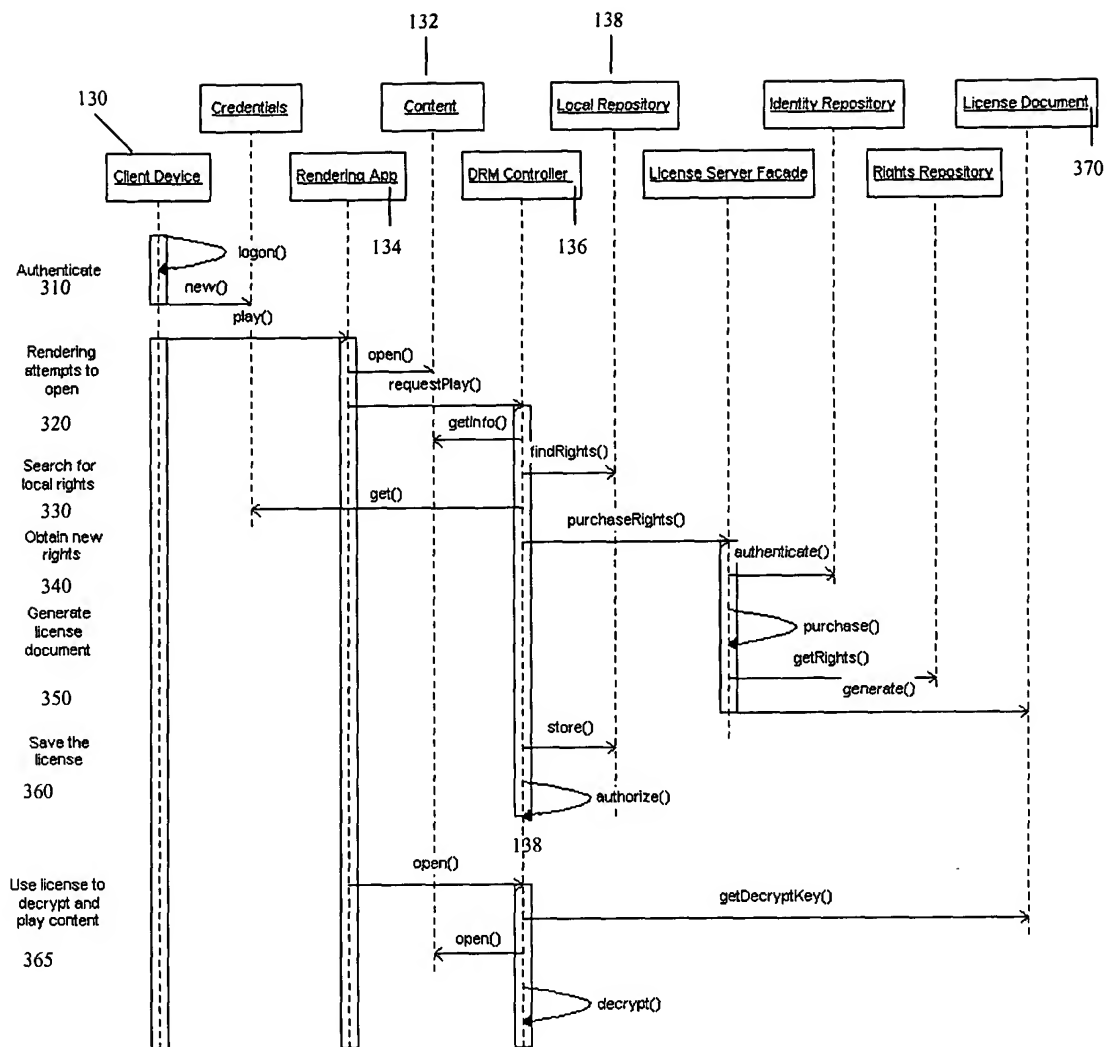 132
138
130
Credentials
Content
Local Repository
Identity Repository
License Document
370
Client Device
Rendering App
DRM Controller
License Server Facade
Rights Repository
134
136
logon()
Authenticate
310
new()
play()
Rendering
attempts to
open
open()
requestPlay()
320
getInfo()
findRights()
Search for
local rights
get()
330
purchaseRights()
Obtain new
rights
authenticate()
340
Generate
license
document
purchase()
getRights()
generate()
350
store()
Save the
license
360
authorize()
138
open()
Use license to
decrypt and
play content
getDecryptKey()
open()
365
decrypt()